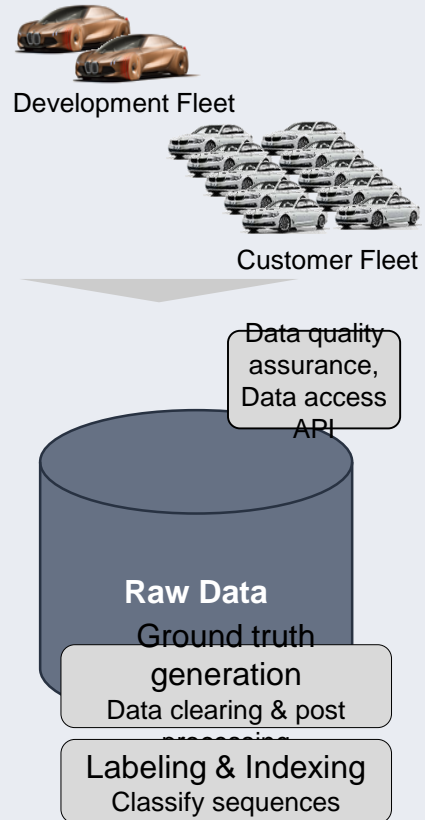 Development Fleet
Customer Fleet
Data quality
assurance,
Data access
API
Raw Data
Ground truth
generation
Data clearing & post
processing
Labeling & Indexing
Classify sequences